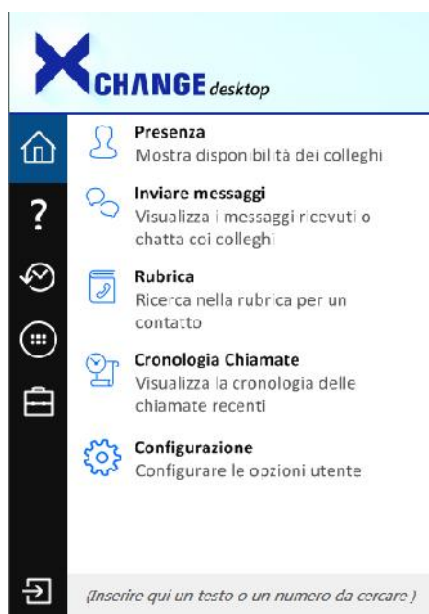 XCHANGE desktop
Presenza
Mostra disponibilità dei colleghi
Inviare messaggi
Visualizza i messaggi ricevuti o
chatta coi colleghi
Rubrica
Ricerca nella rubrica per un
contatto
Cronologia Chiamate
Visualizza la cronologia delle
chiamate recenti
Configurazione
Configurare le opzioni utente
(Inserire qui un testo o un numero da cercare )